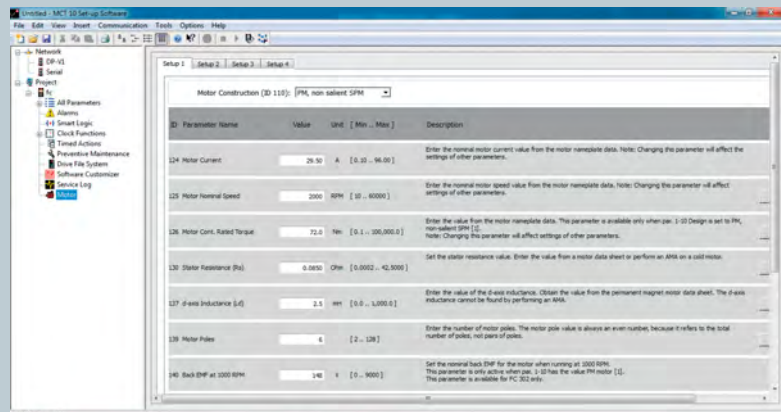 Untitled - MCT 10 Set-up Software
File Edit View Insert Communication Tools Options Help
Network
DP-V1
Serial
Project
fc
All Parameters
Alarms
Smart Logic
Clock Functions
Timed Actions
Preventive Maintenance
Drive File System
Software Customizer
Service Log
Motor
Setup 1 Setup 2 Setup 3 Setup 4
Motor Construction (ID 110): PM, non salient SPM
ID Parameter Name Value Unit [ Min .. Max ] Description
124 Motor Current 29.50 A [ 0.10 .. 96.00 ]
Enter the nominal motor current value from the motor nameplate data. Note: Changing this parameter will affect the
settings of other parameters.
125 Motor Nominal Speed 2000 RPM [ 10 .. 60000 ]
Enter the nominal motor speed value from the motor nameplate data. Note: Changing this parameter will affect
settings of other parameters.
126 Motor Cont. Rated Torque 72.0 Nm [ 0.1 .. 100,000.0 ]
Enter the value from the motor nameplate data. This parameter is available only when par. 1-10 Design is set to PM,
non-salient SPM [1].
Note: Changing this parameter will affect settings of other parameters.
130 Stator Resistance (Rs) 0.0850 Ohm [ 0.0002 .. 42.5000 ]
Set the stator resistance value. Enter the value from a motor data sheet or perform an AMA on a cold motor.
137 d-axis Inductance (Ld) 2.5 mH [ 0.0 .. 1,000.0 ]
Enter the value of the d-axis inductance. Obtain the value from the permanent magnet motor data sheet. The d-axis
inductance cannot be found by performing an AMA.
139 Motor Poles 6 [ 2 .. 128 ]
Enter the number of motor poles. The motor pole value is always an even number, because it refers to the total
number of poles, not pairs of poles.
140 Back EMF at 1000 RPM 140 [ 0 .. 9000 ]
Set the nominal back EMF for the motor when running at 1000 RPM.
This parameter is only active when par. 1-10 has the value PM motor [1].
This parameter is available for FC 302 only.